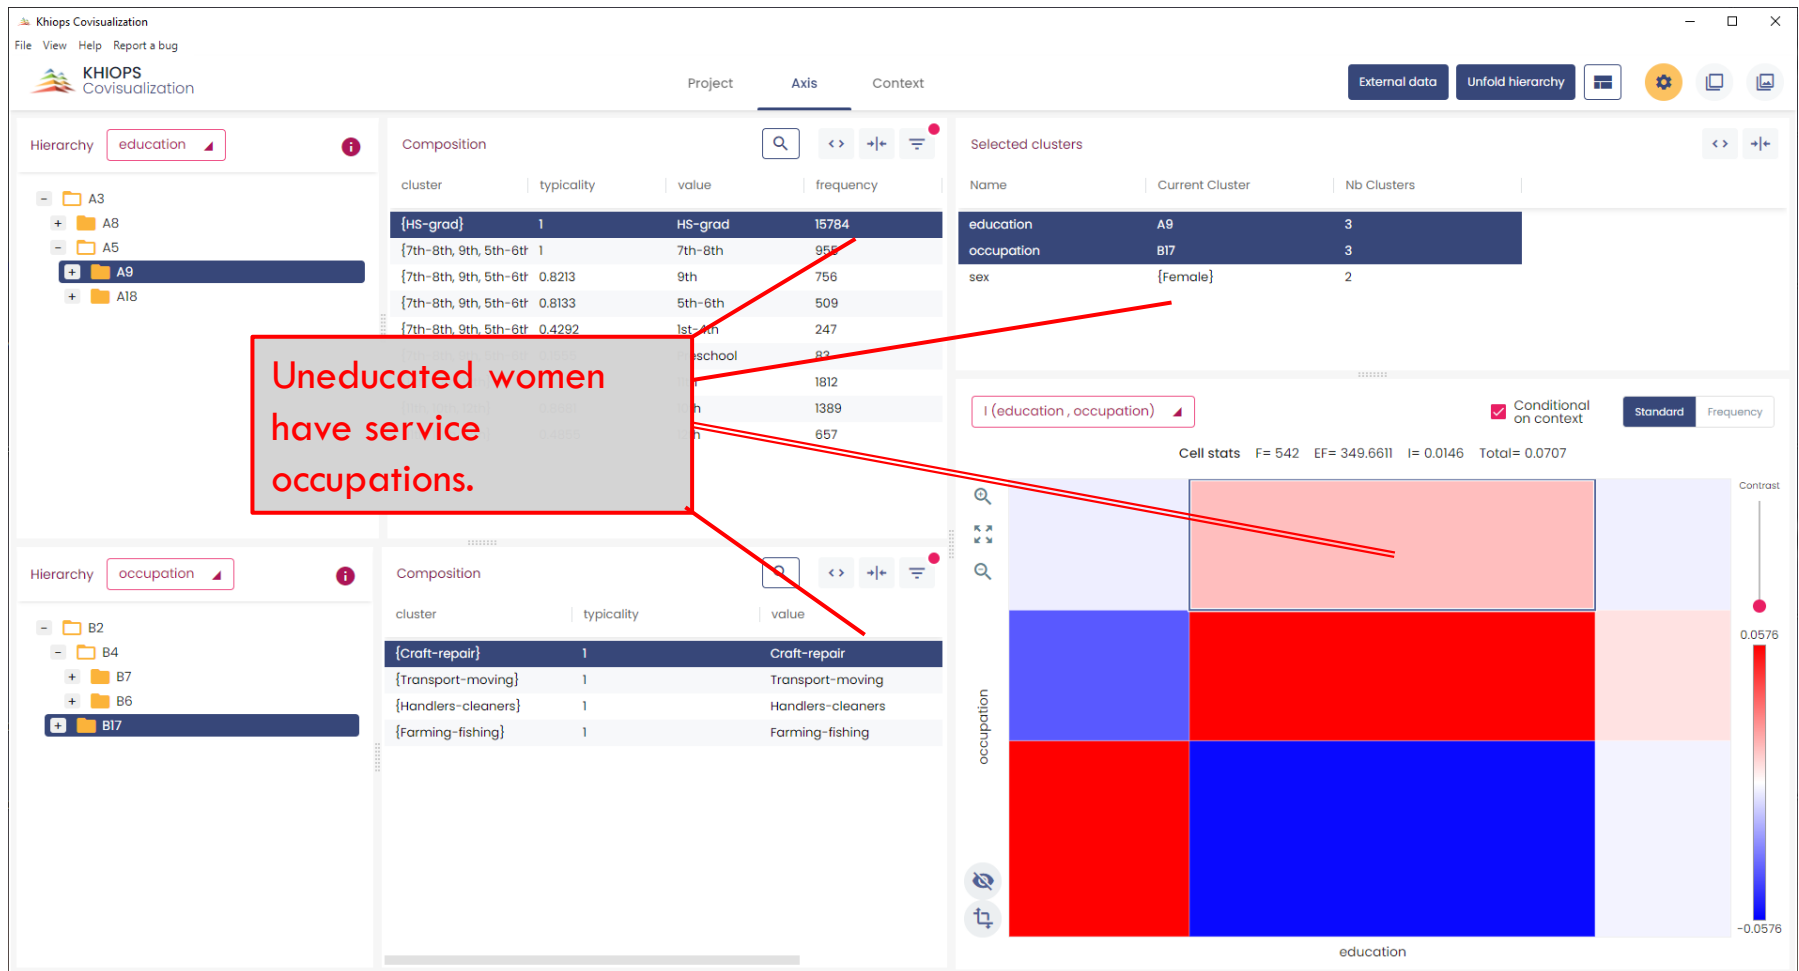 Khiops Covisualization
File View Help Report a bug
KHIOPS
Covisualization
Project Axis Context
External data Unfold hierarchy
Hierarchy education
A3
A8
A5
A9
A18
Composition
cluster typicality value frequency
{HS-grad} 1 HS-grad 15784
{7th-8th, 9th, 5th-6th 1 7th-8th 955
{7th-8th, 9th, 5th-6th 0.8213 9th 756
{7th-8th, 9th, 5th-6th 0.8133 5th-6th 509
{7th-8th, 9th, 5th-6th 0.4292 1st-4th 247
eschool 83
1812
h 1389
657
Uneducated women
have service
occupations.
Selected clusters
Name Current Cluster Nb Clusters
education A9 3
occupation B17 3
sex {Female} 2
I (education , occupation)
Conditional
on context
Standard Frequency
Cell stats F= 542 EF= 349.6611 I= 0.0146 Total= 0.0707
Contrast
0.0576
-0.0576
occupation
education
Hierarchy occupation
B2
B4
B7
B6
B17
Composition
cluster typicality value
{Craft-repair} 1 Craft-repair
{Transport-moving} 1 Transport-moving
{Handlers-cleaners} 1 Handlers-cleaners
{Farming-fishing} 1 Farming-fishing